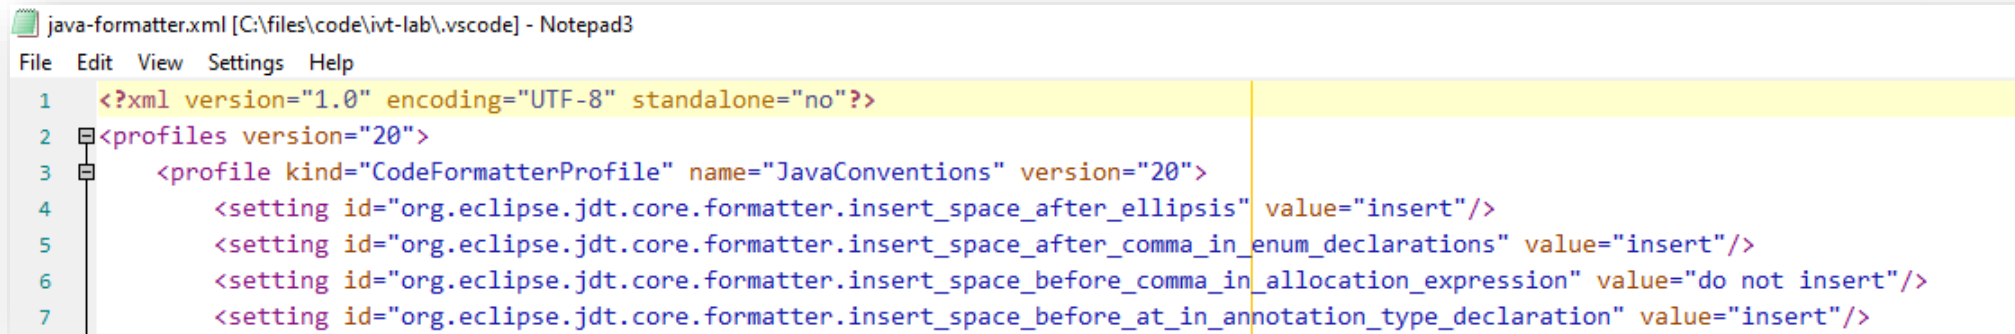 java-formatter.xml [C:\files\code\ivt-lab\.vscode] - Notepad3
File Edit View Settings Help
1 <?xml version="1.0" encoding="UTF-8" standalone="no"?>
2 <profiles version="20">
3 <profile kind="CodeFormatterProfile" name="JavaConventions" version="20">
4 <setting id="org.eclipse.jdt.core.formatter.insert_space_after_ellipsis" value="insert"/>
5 <setting id="org.eclipse.jdt.core.formatter.insert_space_after_comma_in_enum_declarations" value="insert"/>
6 <setting id="org.eclipse.jdt.core.formatter.insert_space_before_comma_in_allocation_expression" value="do not insert"/>
7 <setting id="org.eclipse.jdt.core.formatter.insert_space_before_at_in_annotation_type_declaration" value="insert"/>